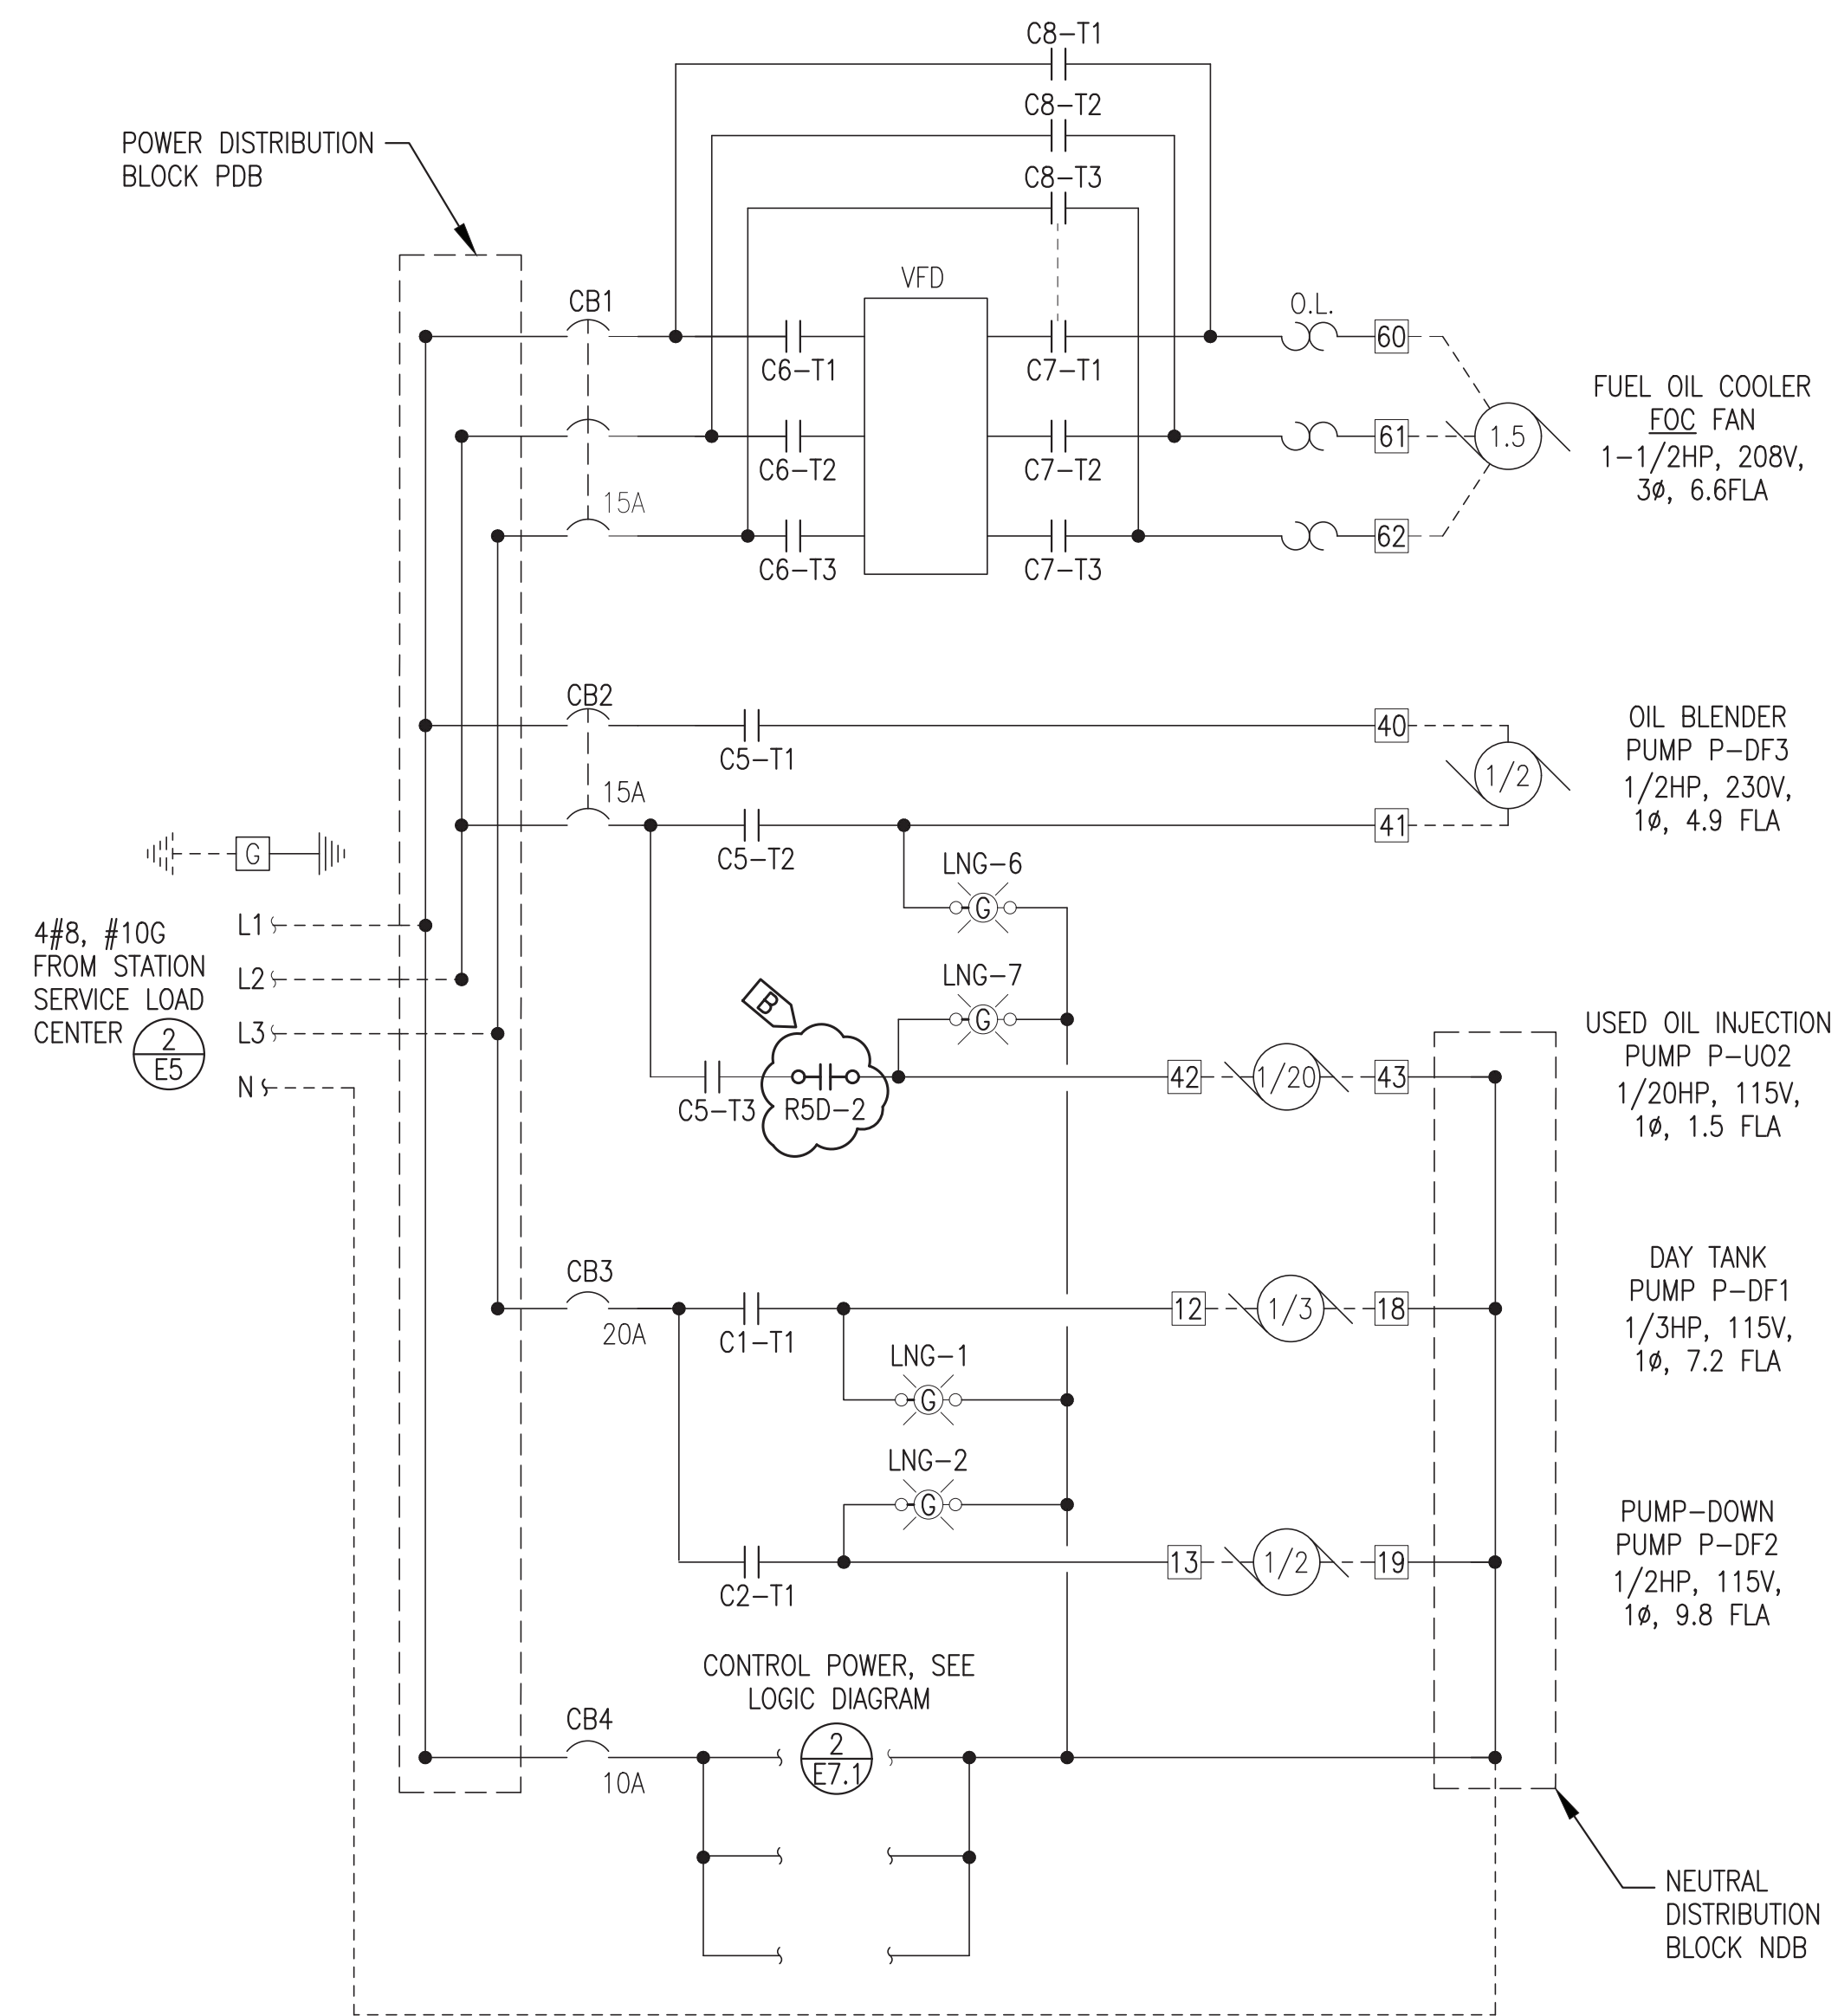 C8-T1
C8-T2
C8-T3
POWER DISTRIBUTION
BLOCK PDB
VFD
CB1
O.L.
60
C6-T1
C7-T1
FUEL OIL COOLER
FOC FAN
1-1/2HP, 208V,
3ø, 6.6FLA
61
1.5
C6-T2
C7-T2
15A
62
C6-T3
C7-T3
CB2
40
C5-T1
OIL BLENDER
PUMP P-DF3
1/2HP, 230V,
1ø, 4.9 FLA
1/2
15A
41
C5-T2
G
LNG-6
G
4#8, #10G
FROM STATION
SERVICE LOAD
CENTER
2
E5
L1
L2
L3
N
LNG-7
G
B
USED OIL INJECTION
PUMP P-UO2
1/20HP, 115V,
1ø, 1.5 FLA
42
1/20
43
C5-T3
R5D-2
CB3
20A
C1-T1
12
1/3
18
DAY TANK
PUMP P-DF1
1/3HP, 115V,
1ø, 7.2 FLA
LNG-1
G
LNG-2
G
C2-T1
13
1/2
19
PUMP-DOWN
PUMP P-DF2
1/2HP, 115V,
1ø, 9.8 FLA
CONTROL POWER, SEE
LOGIC DIAGRAM
CB4
10A
2
E7.1
NEUTRAL
DISTRIBUTION
BLOCK NDB